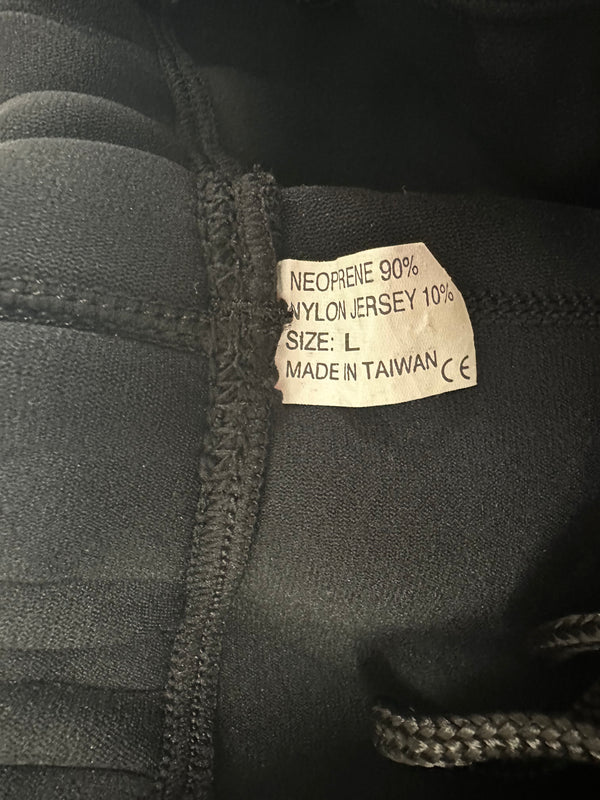 NEOPRENE 90%
NYLON JERSEY 10%
SIZE: L
MADE IN TAIWAN CE